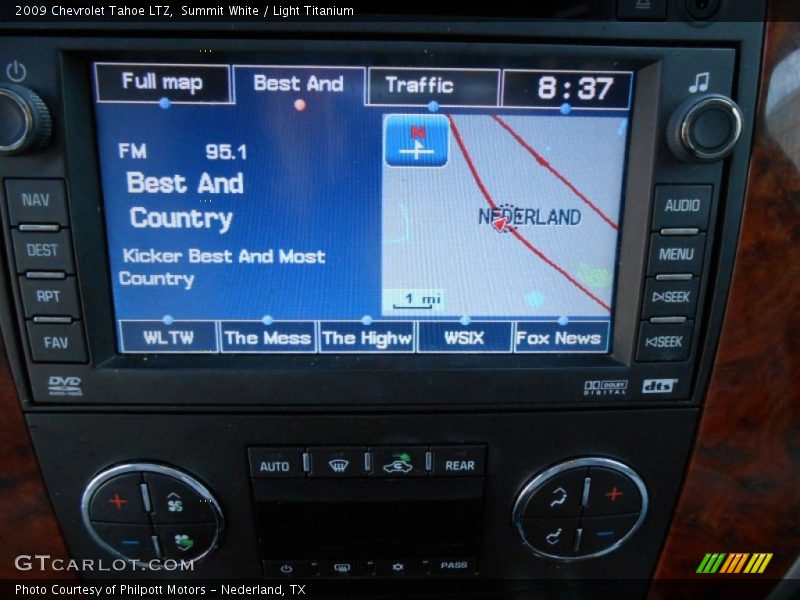 2009 Chevrolet Tahoe LTZ,  Summit White / Light Titanium
Full map
Best And
Traffic
8:37
FM 95.1
Best And
Country
Kicker Best And Most
Country
N
NEDERLAND
1 mi
WLTW
The Mess
The Highw
WSIX
Fox News
NAV
DEST
RPT
FAV
AUDIO
MENU
SEEK
SEEK
DVD
AUDIO/VIDEO
DOLBY
DIGITAL
dts
AUTO
REAR
PASS
GTCARLOT.COM
Photo Courtesy of Philpott Motors - Nederland, TX